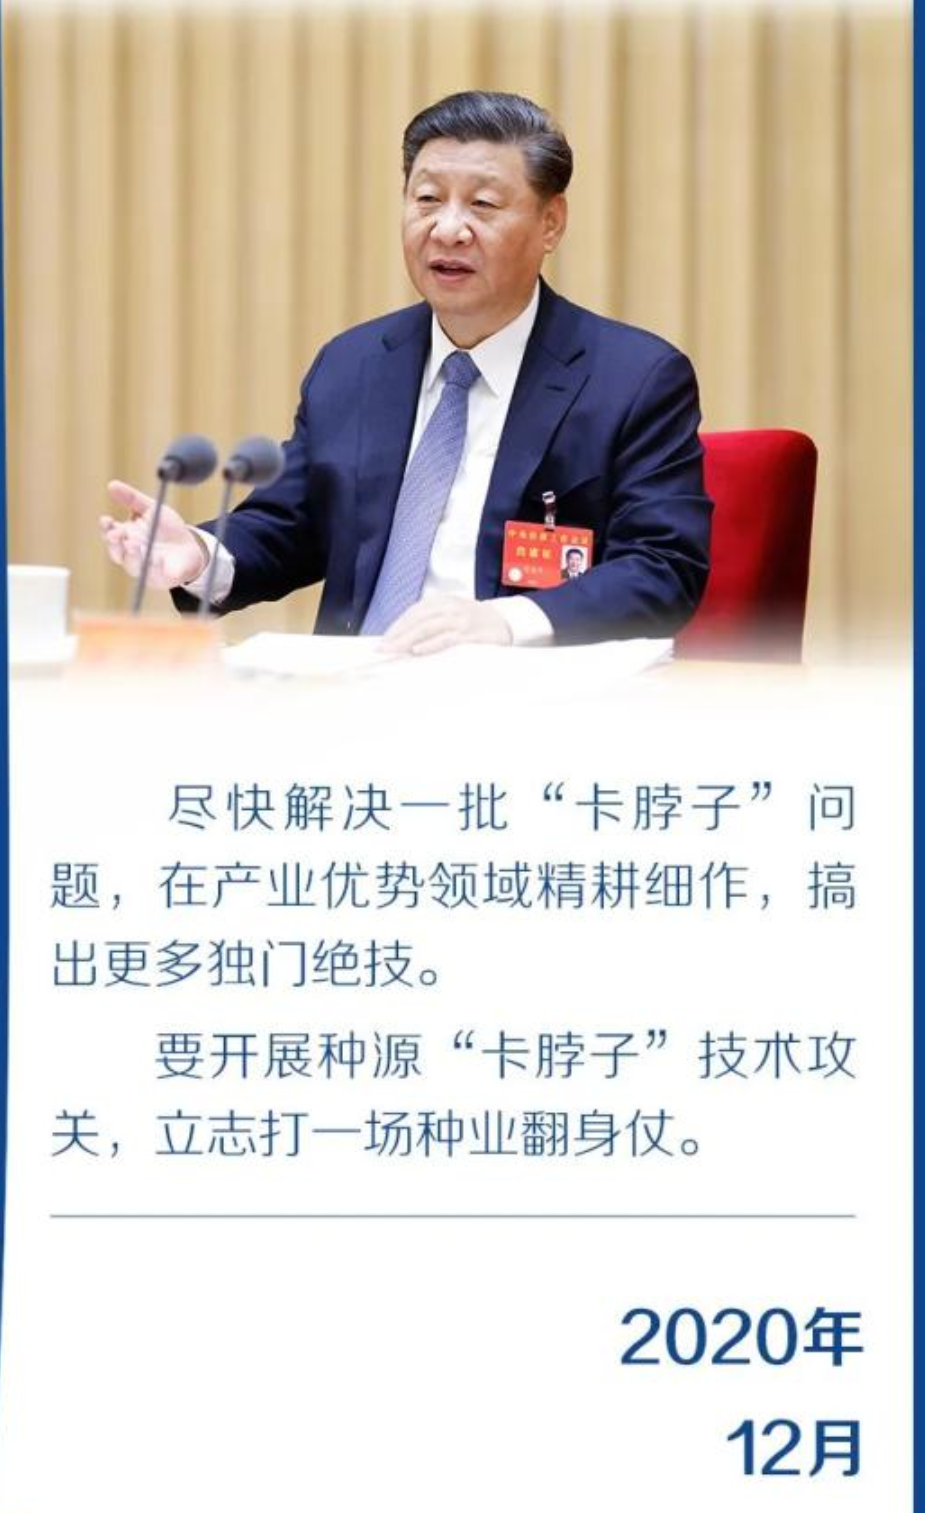 尽快解决一批“卡脖子”问
题，在产业优势领域精耕细作，搞
出更多独门绝技。
要开展种源“卡脖子”技术攻
关，立志打一场种业翻身仗。
2020年
12月